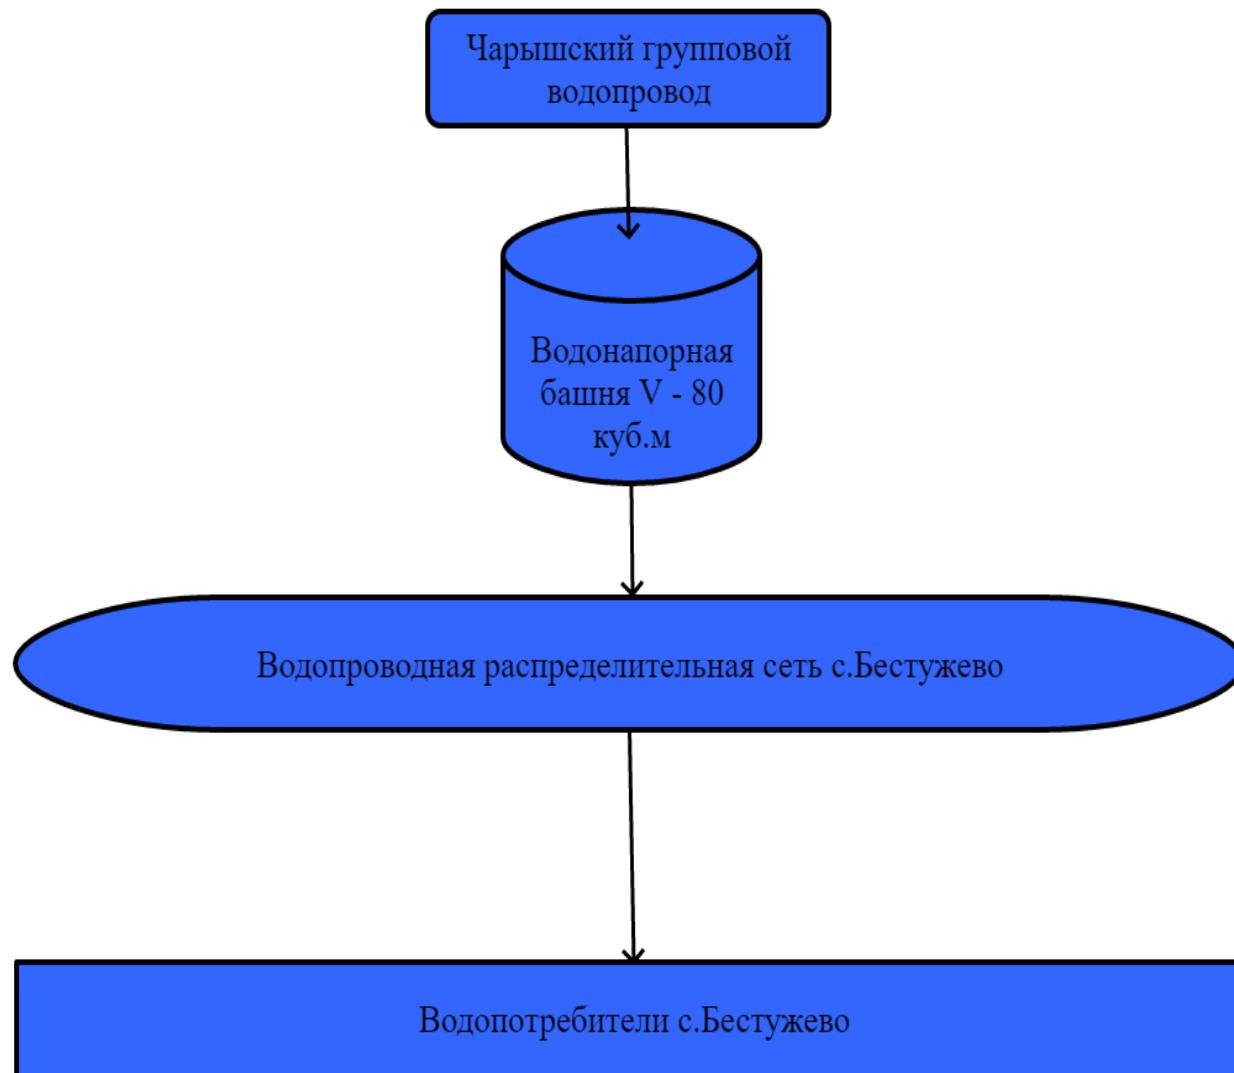 Чарышский групповой
водопровод
Водонапорная
башня V - 80
куб.м
Водопроводная распределительная сеть с.Бестужево
Водопотребители с.Бестужево